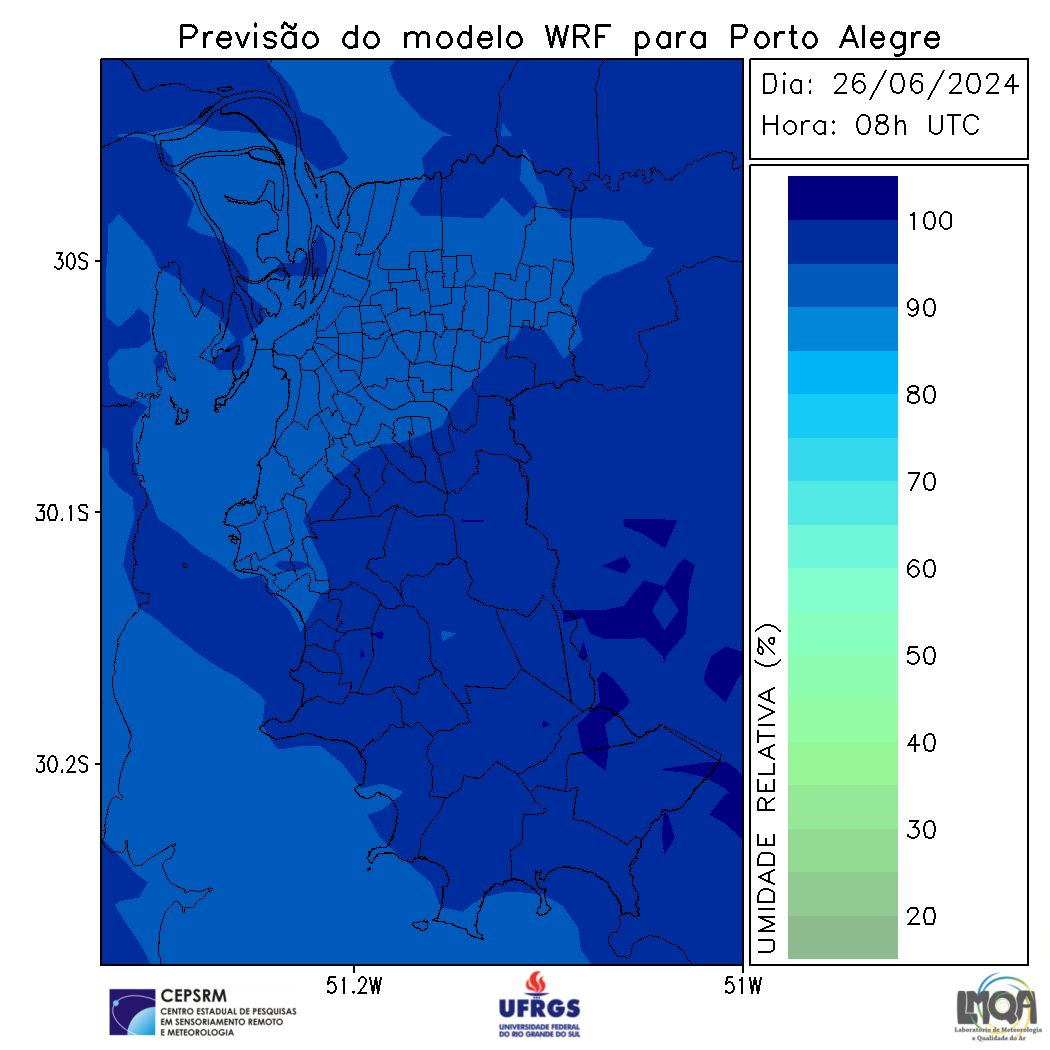 Previsão do modelo WRF para Porto Alegre
Dia: 26/06/2024
Hora: 08h UTC
30S
30.1S
30.2S
51.2W
51W
100
90
80
70
60
50
40
30
20
UMIDADE RELATIVA (%)
CEPSRM
CENTRO ESTADUAL DE PESQUISAS
EM SENSORIAMENTO REMOTO
E METEOROLOGIA
UFRGS
UNIVERSIDADE FEDERAL
DO RIO GRANDE DO SUL
LMQA
Laboratório de Meteorologia
e Qualidade do Ar